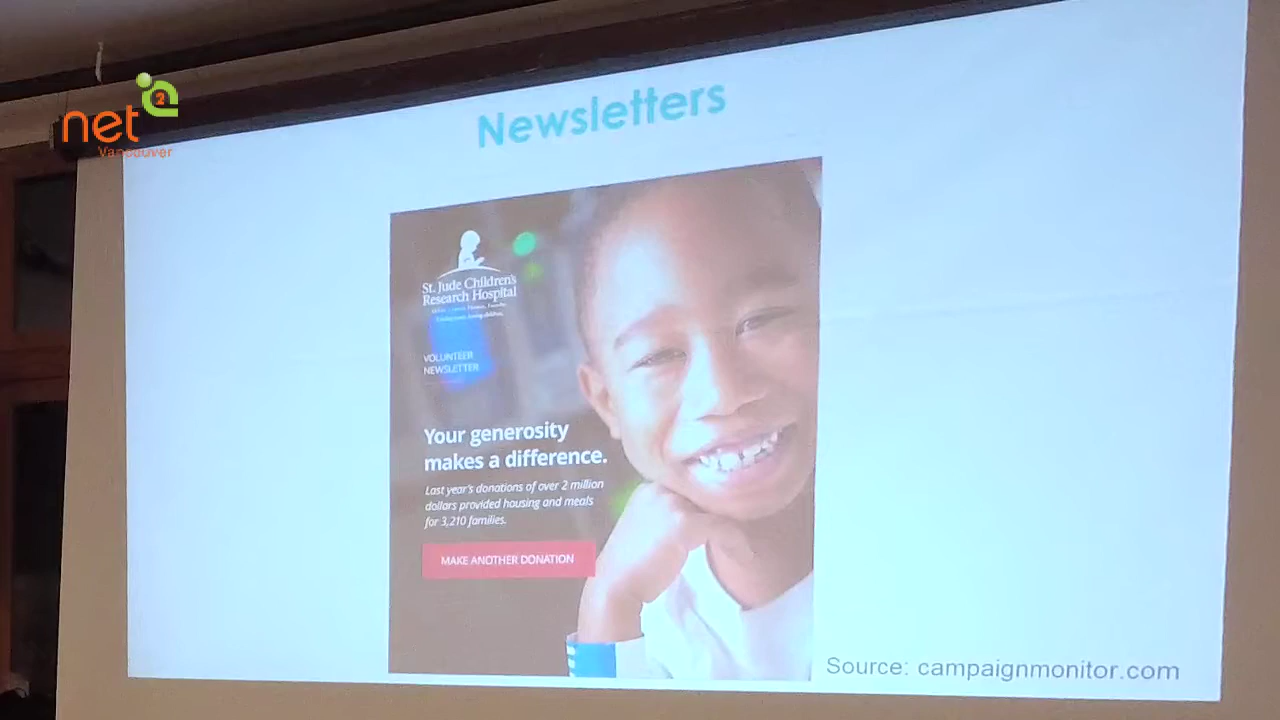 net2
Vancouver
Newsletters
St. Jude Children's
Research Hospital
VOLUNTEER
NEWSLETTER
Your generosity
makes a difference.
Last year's donations of over 2 million
dollars provided housing and meals
for 3,210 families.
MAKE ANOTHER DONATION
Source: campaignmonitor.com